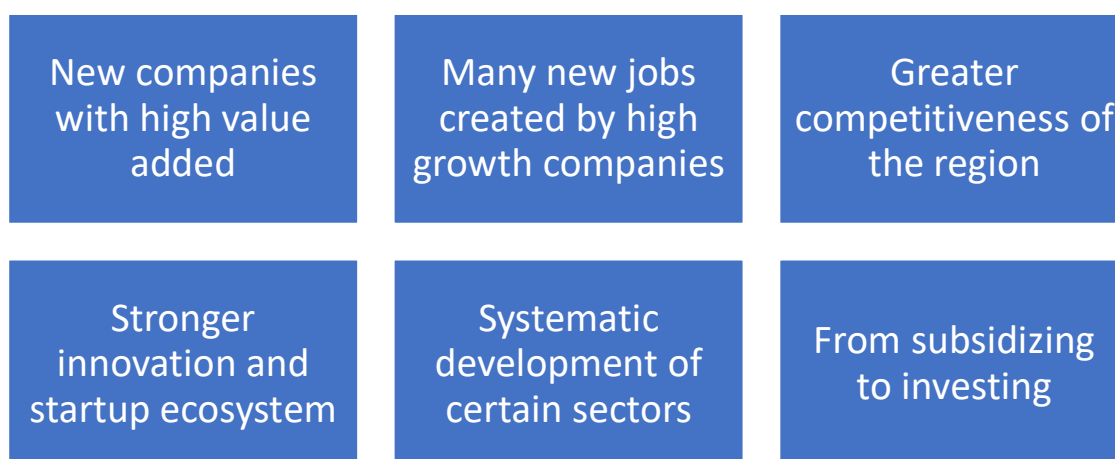 New companies
with high value
added
Many new jobs
created by high
growth companies
Greater
competitiveness of
the region
Stronger
innovation and
startup ecosystem
Systematic
development of
certain sectors
From subsidizing
to investing